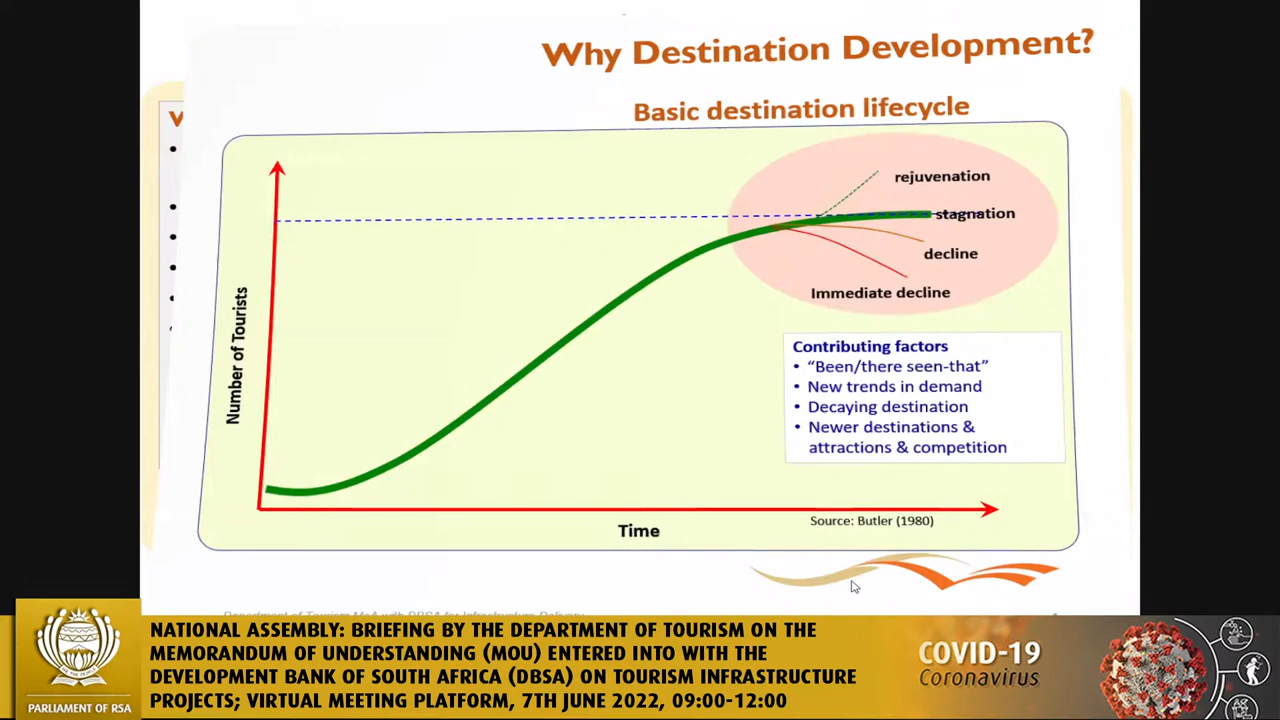 Why Destination Development?
Basic destination lifecycle
rejuvenation
stagnation
decline
Immediate decline
Number of Tourists
Contributing factors
• “Been/there seen-that”
• New trends in demand
• Decaying destination
• Newer destinations &
attractions & competition
Time
Source: Butler (1980)
NATIONAL ASSEMBLY: BRIEFING BY THE DEPARTMENT OF TOURISM ON THE
MEMORANDUM OF UNDERSTANDING (MOU) ENTERED INTO WITH THE
DEVELOPMENT BANK OF SOUTH AFRICA (DBSA) ON TOURISM INFRASTRUCTURE
PROJECTS; VIRTUAL MEETING PLATFORM, 7TH JUNE 2022, 09:00-12:00
PARLIAMENT OF RSA
COVID-19
Coronavirus